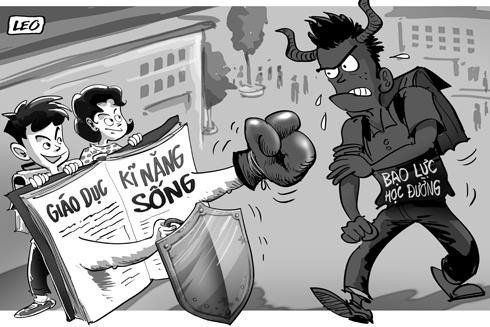 LEO
GIÁO DỤC
KĨ NĂNG
SỐNG
BẠO LỰC
HỌC ĐƯỜNG